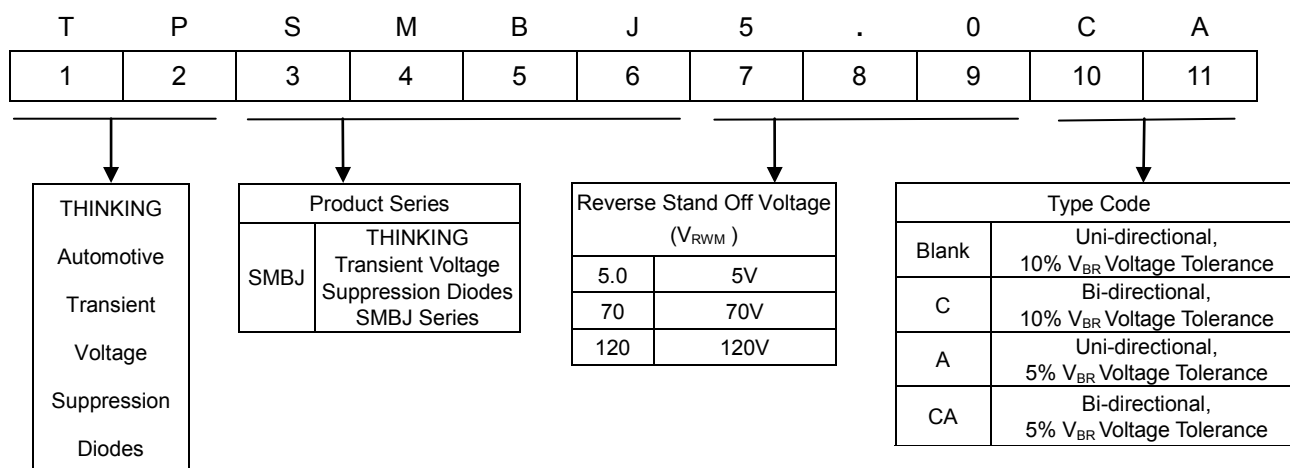 T P S M B J 5 . 0 C A
1 2 3 4 5 6 7 8 9 10 11
THINKING
Automotive
Transient
Voltage
Suppression
Diodes
Product Series
SMBJ
THINKING
Transient Voltage
Suppression Diodes
SMBJ Series
Reverse Stand Off Voltage
(VRWM )
5.0 5V
70 70V
120 120V
Type Code
Blank
Uni-directional,
10% VBR Voltage Tolerance
C
Bi-directional,
10% VBR Voltage Tolerance
A
Uni-directional,
5% VBR Voltage Tolerance
CA
Bi-directional,
5% VBR Voltage Tolerance